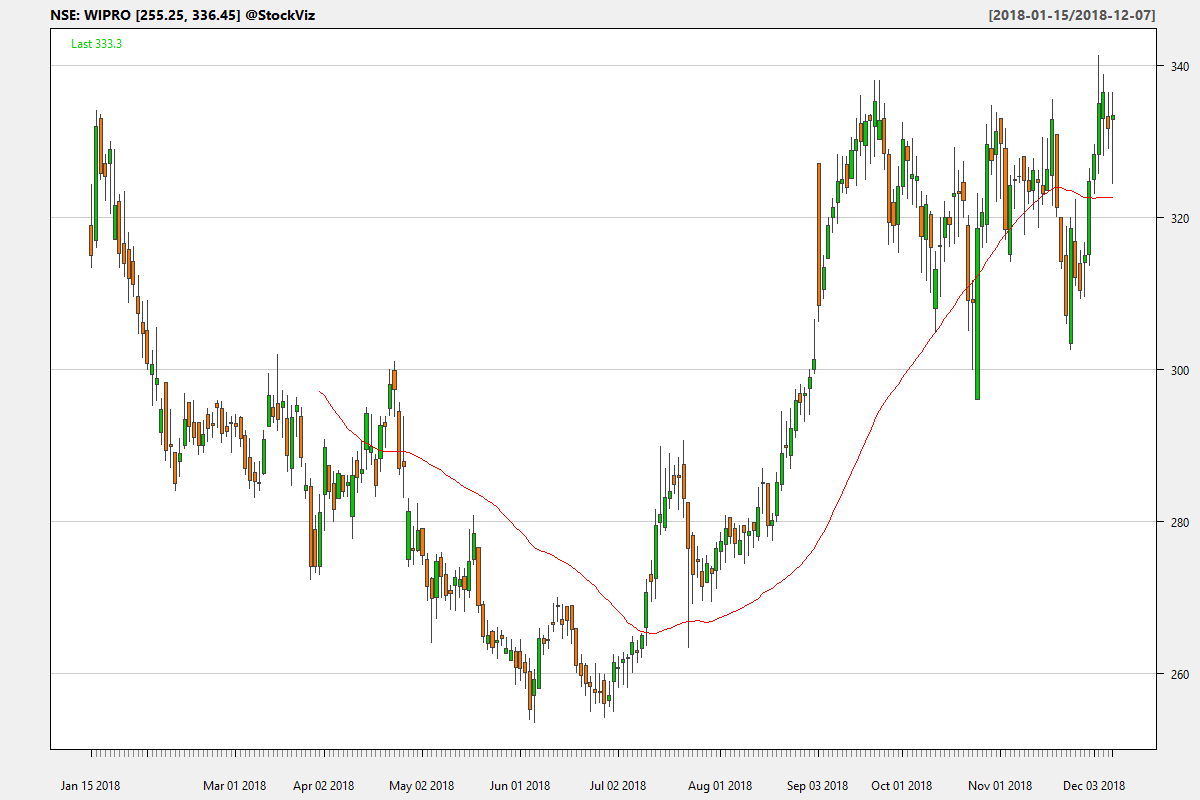 NSE: WIPRO [255.25, 336.45] @StockViz
[2018-01-15/2018-12-07]
Last 333.3
340
320
300
280
260
Jan 15 2018 Mar 01 2018 Apr 02 2018 May 02 2018 Jun 01 2018 Jul 02 2018 Aug 01 2018 Sep 03 2018 Oct 01 2018 Nov 01 2018 Dec 03 2018